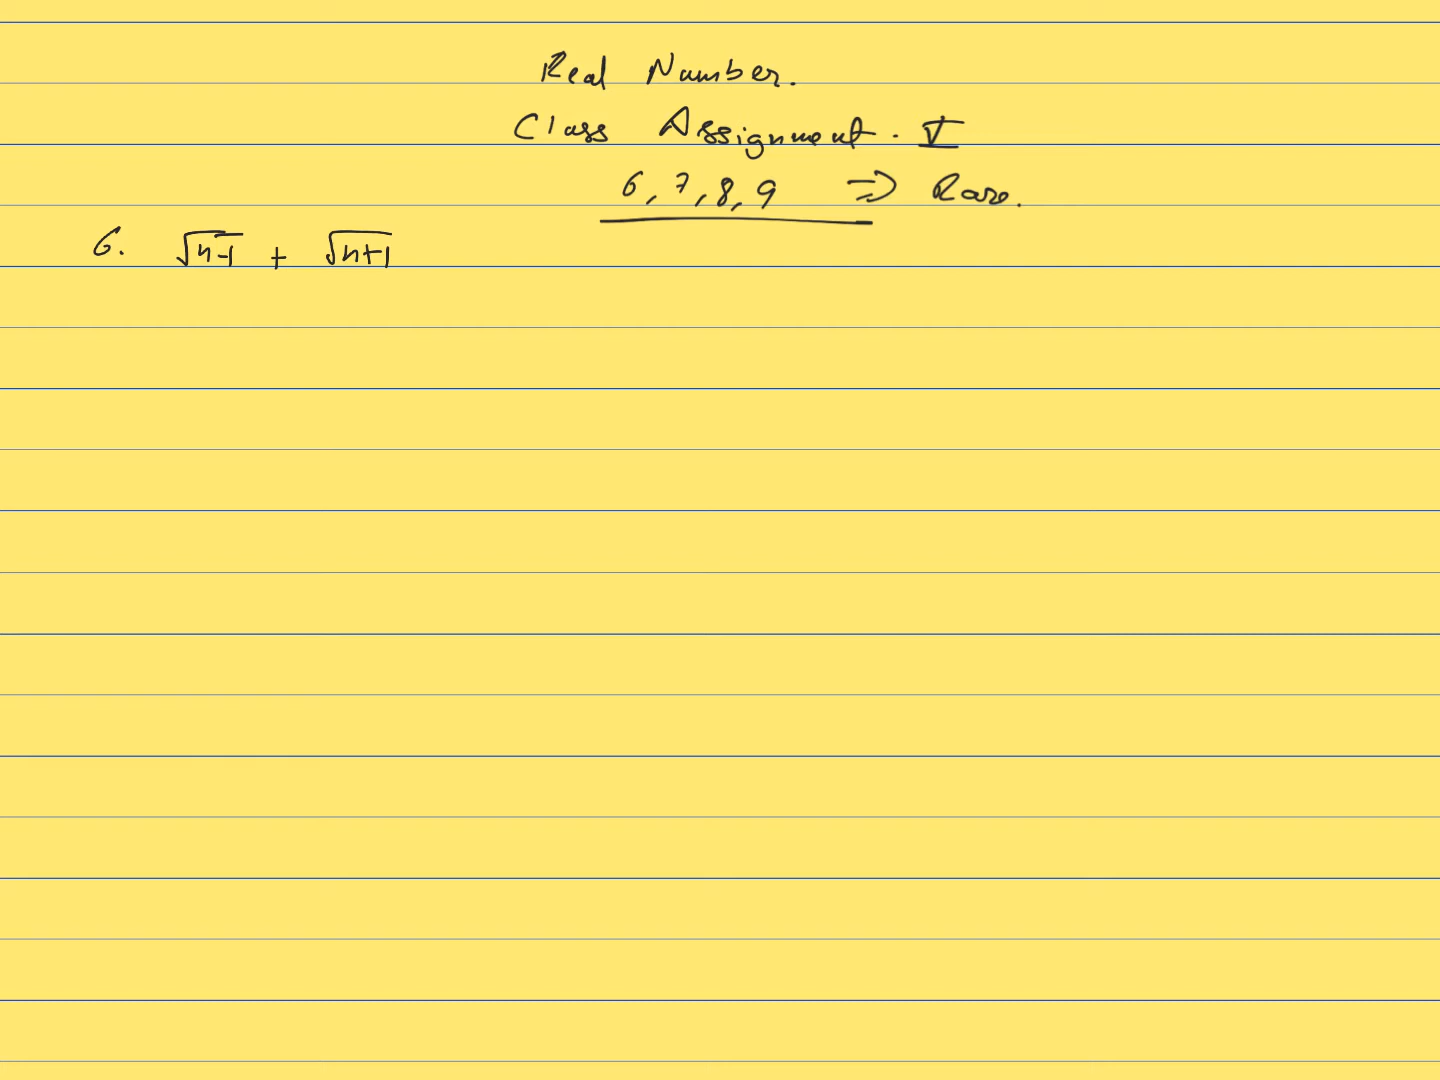 Real Number.
Class Assignment. V
6, 7, 8, 9 ⇒ Rare.
6. √n-1 + √n+1